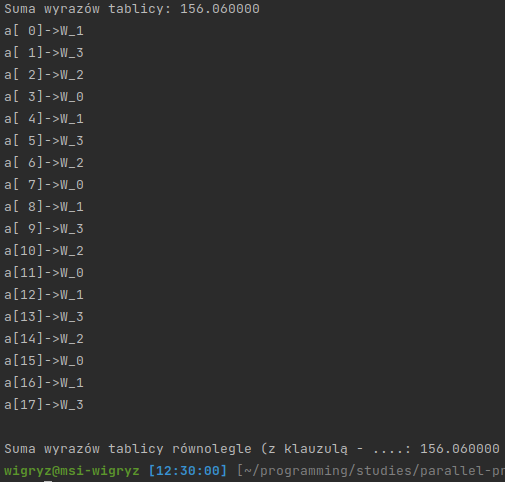 Suma wyrazów tablicy: 156.060000
a[ 0]->W_1
a[ 1]->W_3
a[ 2]->W_2
a[ 3]->W_0
a[ 4]->W_1
a[ 5]->W_3
a[ 6]->W_2
a[ 7]->W_0
a[ 8]->W_1
a[ 9]->W_3
a[10]->W_2
a[11]->W_0
a[12]->W_1
a[13]->W_3
a[14]->W_2
a[15]->W_0
a[16]->W_1
a[17]->W_3
Suma wyrazów tablicy równolegle (z klauzulą - ....: 156.060000
wigryz@msi-wigryz [12:30:00] [~/programming/studies/parallel-pr